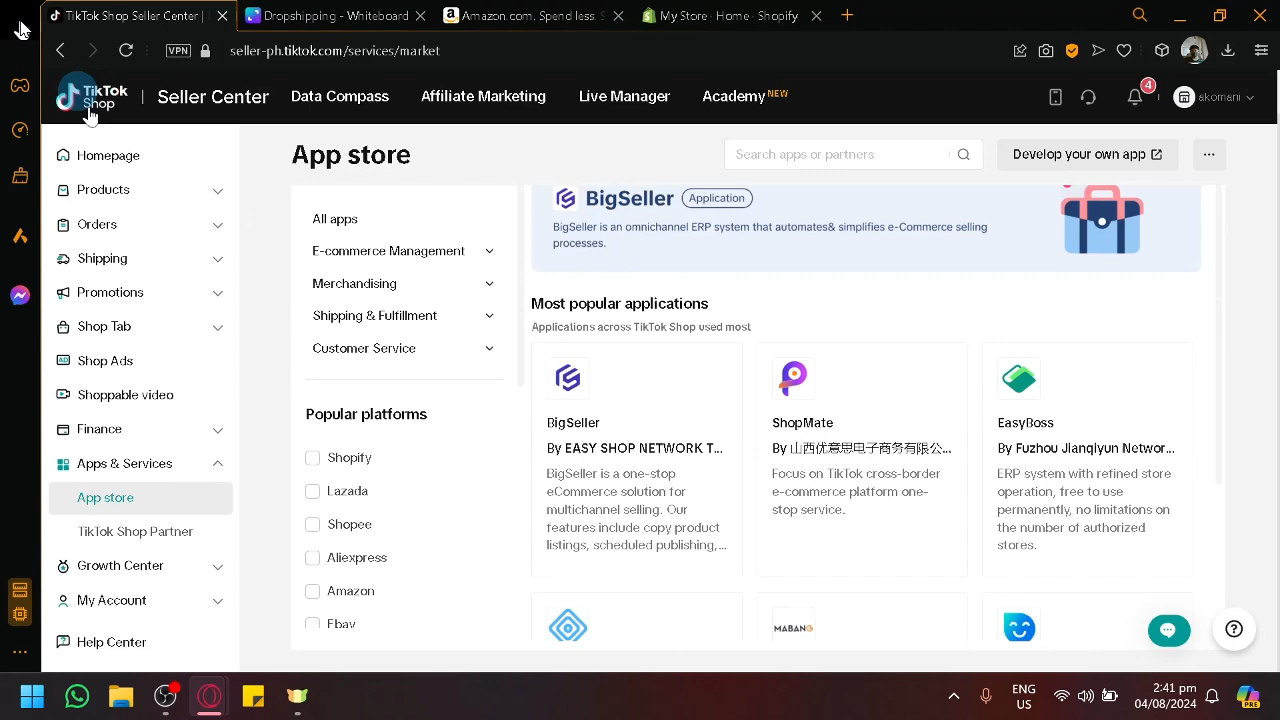 TikTok Shop Seller Center |
Dropshipping - Whiteboard
Amazon.com. Spend less. S
My Store · Home · Shopify
VPN
seller-ph.tiktok.com/services/market
TikTok
Shop
| Seller Center
Data Compass
Affiliate Marketing
Live Manager
Academy NEW
4
akomani
Homepage
Products
Orders
Shipping
Promotions
Shop Tab
Shop Ads
Shoppable video
Finance
Apps & Services
App store
TikTok Shop Partner
Growth Center
My Account
Help Center
App store
Search apps or partners
Develop your own app
All apps
E-commerce Management
Merchandising
Shipping & Fulfillment
Customer Service
Popular platforms
Shopify
Lazada
Shopee
Aliexpress
Amazon
Ebay
BigSeller
Application
BigSeller is an omnichannel ERP system that automates& simplifies e-Commerce selling
processes.
Most popular applications
Applications across TikTok Shop used most
BigSeller
By EASY SHOP NETWORK T...
BigSeller is a one-stop
eCommerce solution for
multichannel selling. Our
features include copy product
listings, scheduled publishing,...
ShopMate
By 山西优意思电子商务有限公...
Focus on TikTok cross-border
e-commerce platform one-
stop service.
EasyBoss
By Fuzhou Jianqiyun Networ...
ERP system with refined store
operation, free to use
permanently, no limitations on
the number of authorized
stores.
MABANG
ENG
US
2:41 pm
04/08/2024
PRE